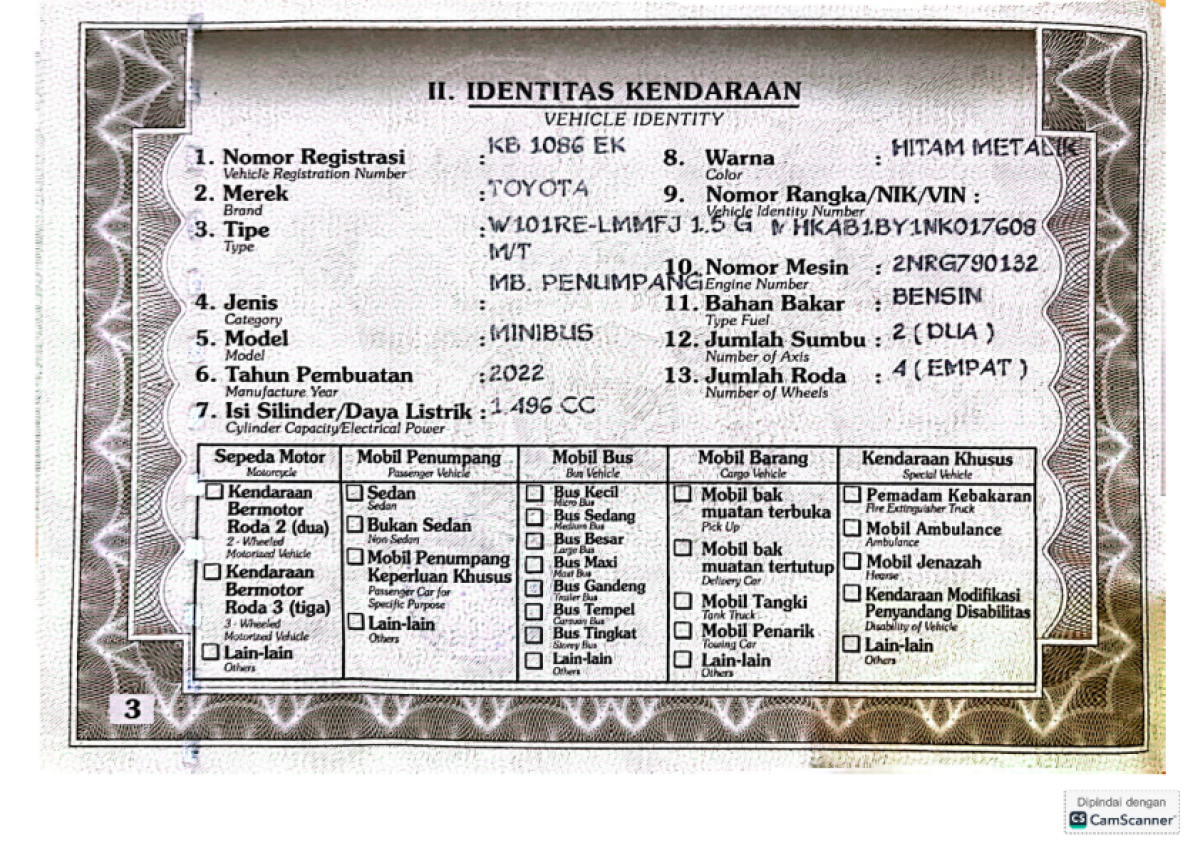 II. IDENTITAS KENDARAAN
VEHICLE IDENTITY
1. Nomor Registrasi : KB 1086 EK
Vehicle Registration Number
2. Merek : TOYOTA
Brand
3. Tipe : W101RE-LMMFJ 1.5 G
Type
M/T
MB. PENUMPANG
4. Jenis :
Category
5. Model : MINIBUS
Model
6. Tahun Pembuatan : 2022
Manufacture Year
7. Isi Silinder/Daya Listrik : 1.496 CC
Cylinder Capacity/Electrical Power
8. Warna : HITAM METALIK
Color
9. Nomor Rangka/NIK/VIN :
Vehicle Identity Number
MHKAB1BY1NK017608
10. Nomor Mesin : 2NRG790132
Engine Number
11. Bahan Bakar : BENSIN
Type Fuel
12. Jumlah Sumbu : 2 ( DUA )
Number of Axis
13. Jumlah Roda : 4 ( EMPAT )
Number of Wheels
Sepeda Motor
Motorcycle
Kendaraan
Bermotor
Roda 2 (dua)
2 - Wheeled
Motorized Vehicle
Kendaraan
Bermotor
Roda 3 (tiga)
3 - Wheeled
Motorized Vehicle
Lain-lain
Others
Mobil Penumpang
Passenger Vehicle
Sedan
Sedan
Bukan Sedan
Non Sedan
Mobil Penumpang
Keperluan Khusus
Passenger Car for
Specific Purpose
Lain-lain
Others
Mobil Bus
Bus Vehicle
Bus Kecil
Micro Bus
Bus Sedang
Medium Bus
Bus Besar
Large Bus
Bus Maxi
Maxi Bus
Bus Gandeng
Trailer Bus
Bus Tempel
Caravan Bus
Bus Tingkat
Storey Bus
Lain-lain
Others
Mobil Barang
Cargo Vehicle
Mobil bak
muatan terbuka
Pick Up
Mobil bak
muatan tertutup
Delivery Car
Mobil Tangki
Tank Truck
Mobil Penarik
Towing Car
Lain-lain
Others
Kendaraan Khusus
Special Vehicle
Pemadam Kebakaran
Fire Extinguisher Truck
Mobil Ambulance
Ambulance
Mobil Jenazah
Hearse
Kendaraan Modifikasi
Penyandang Disabilitas
Disability of Vehicle
Lain-lain
Others
3
Dipindai dengan
CS CamScanner